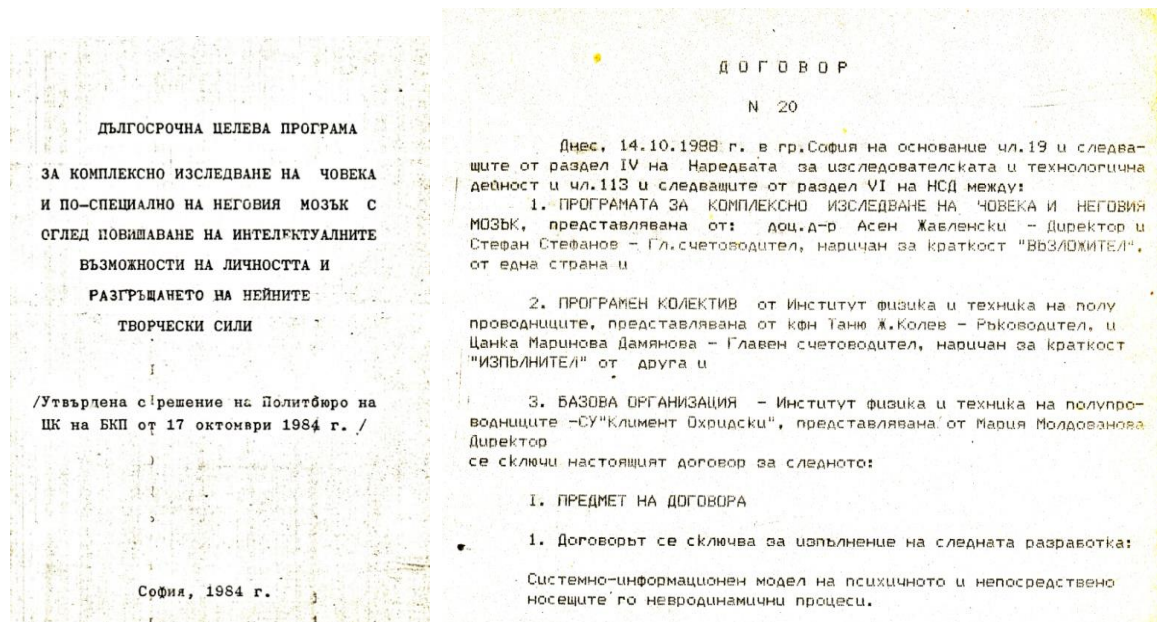 ДЪЛГОСРОЧНА ЦЕЛЕВА ПРОГРАМА
ЗА КОМПЛЕКСНО ИЗСЛЕДВАНЕ НА ЧОВЕКА
И ПО-СПЕЦИАЛНО НА НЕГОВИЯ МОЗЪК С
ОГЛЕД ПОВИШАВАНЕ НА ИНТЕЛЕКТУАЛНИТЕ
ВЪЗМОЖНОСТИ НА ЛИЧНОСТТА И
РАЗГРЪЩАНЕТО НА НЕЙНИТЕ
ТВОРЧЕСКИ СИЛИ
/Утвърдена с решение на Политбюро на
ЦК на БКП от 17 октомври 1984 г. /
София, 1984 г.
Д О Г О В О Р
N 20
Днес, 14.10.1988 г. в гр.София на основание чл.19 и следва-
щите от раздел IV на Наредбата за изследователската и технологична
дейност и чл.113 и следващите от раздел VI на НСД между:
1. ПРОГРАМАТА ЗА КОМПЛЕКСНО ИЗСЛЕДВАНЕ НА ЧОВЕКА И НЕГОВИЯ
МОЗЪК, представлявана от: доц.д-р Асен Жавленски - Директор и
Стефан Стефанов - Гл.счетоводител, наричан за краткост "ВЪЗЛОЖИТЕЛ",
от една страна и
2. ПРОГРАМЕН КОЛЕКТИВ от Институт физика и техника на полу
проводниците, представлявана от кфн Таню Ж.Колев - Ръководител, и
Цанка Маринова Дамянова - Главен счетоводител, наричан за краткост
"ИЗПЪЛНИТЕЛ" от друга и
3. БАЗОВА ОРГАНИЗАЦИЯ - Институт физика и техника на полупро-
водниците -СУ"Климент Охридски", представлявана от Мария Молдованова
Директор
се сключи настоящият договор за следното:
I. ПРЕДМЕТ НА ДОГОВОРА
1. Договорът се сключва за изпълнение на следната разработка:
Системно-информационен модел на психичното и непосредствено
носещите го невродинамични процеси.